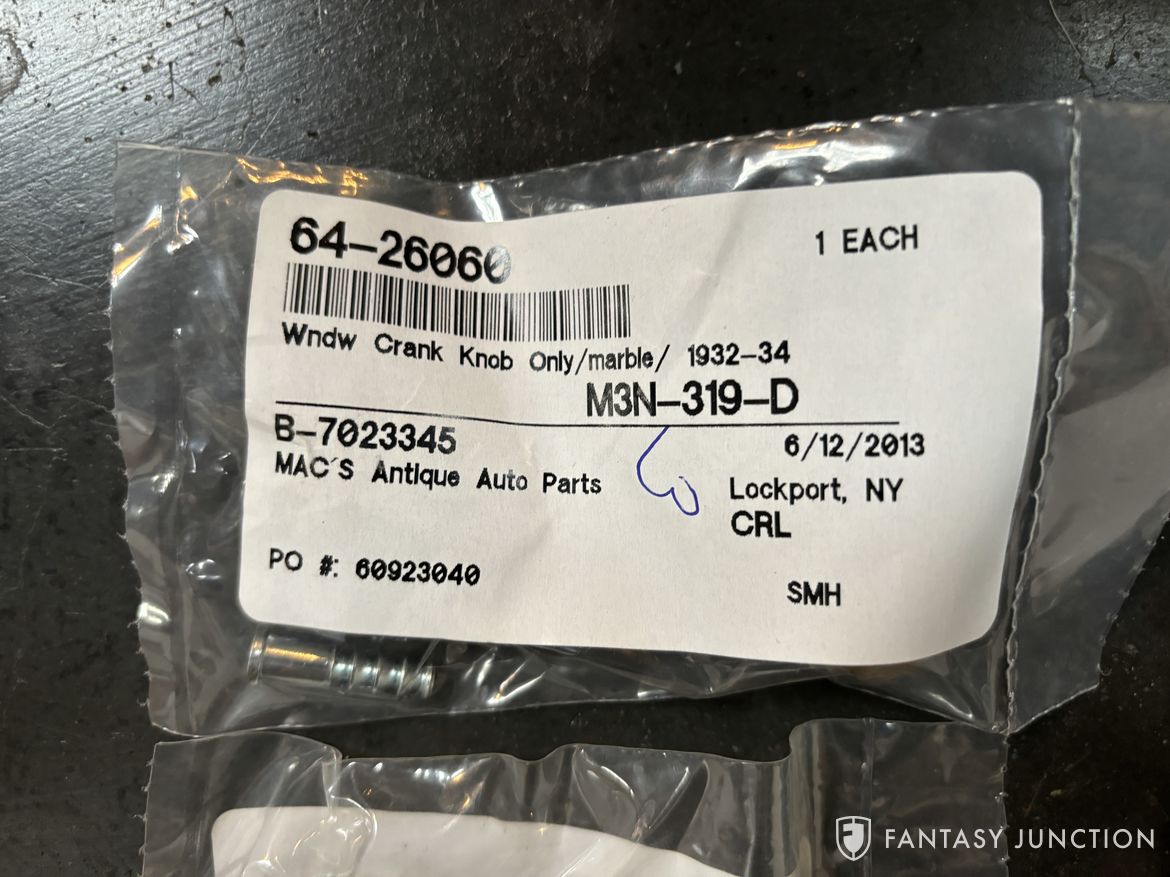 64-26060
1 EACH
Wndw Crank Knob Only/marble/ 1932-34
M3N-319-D
B-7023345
6/12/2013
MAC'S Antique Auto Parts
Lockport, NY
CRL
PO #: 60923040
SMH
FANTASY JUNCTION